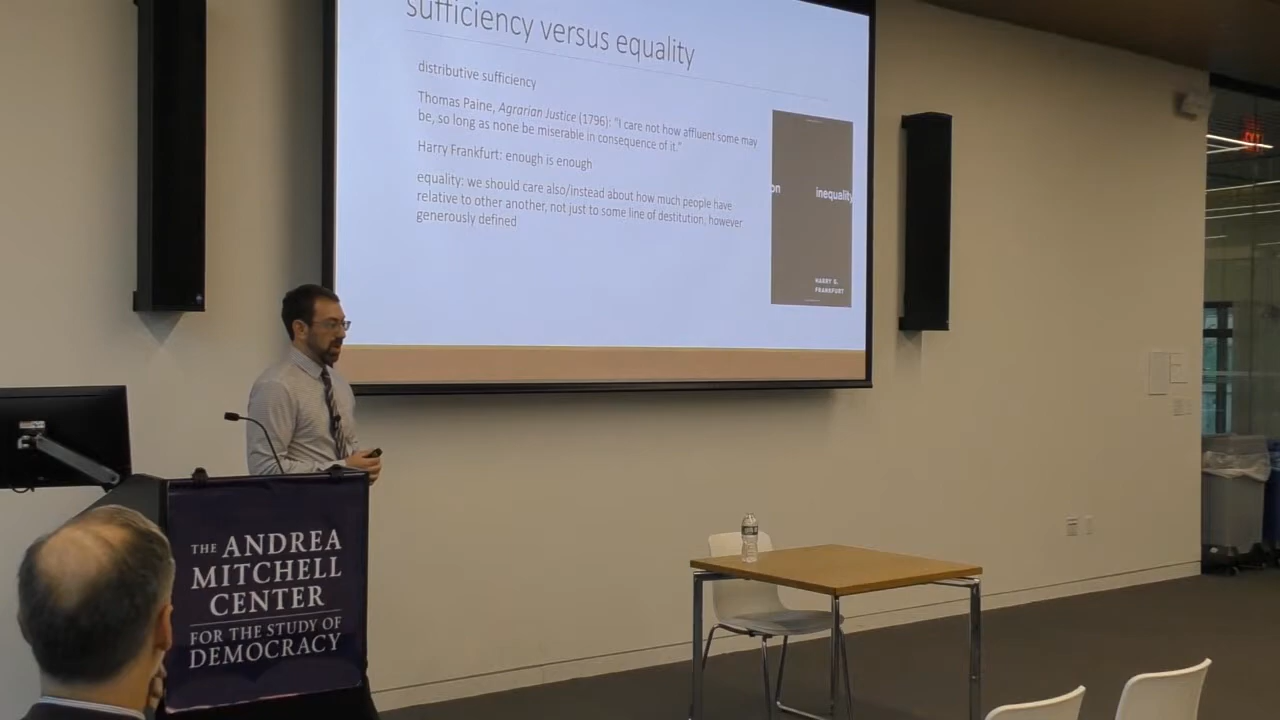 sufficiency versus equality
distributive sufficiency
Thomas Paine, Agrarian Justice (1796): "I care not how affluent some may
be, so long as none be miserable in consequence of it."
Harry Frankfurt: enough is enough
equality: we should care also/instead about how much people have
relative to other another, not just to some line of destitution, however
generously defined
on
inequality
HARRY G.
FRANKFURT
EXIT
THE ANDREA
MITCHELL
CENTER
FOR THE STUDY OF
DEMOCRACY